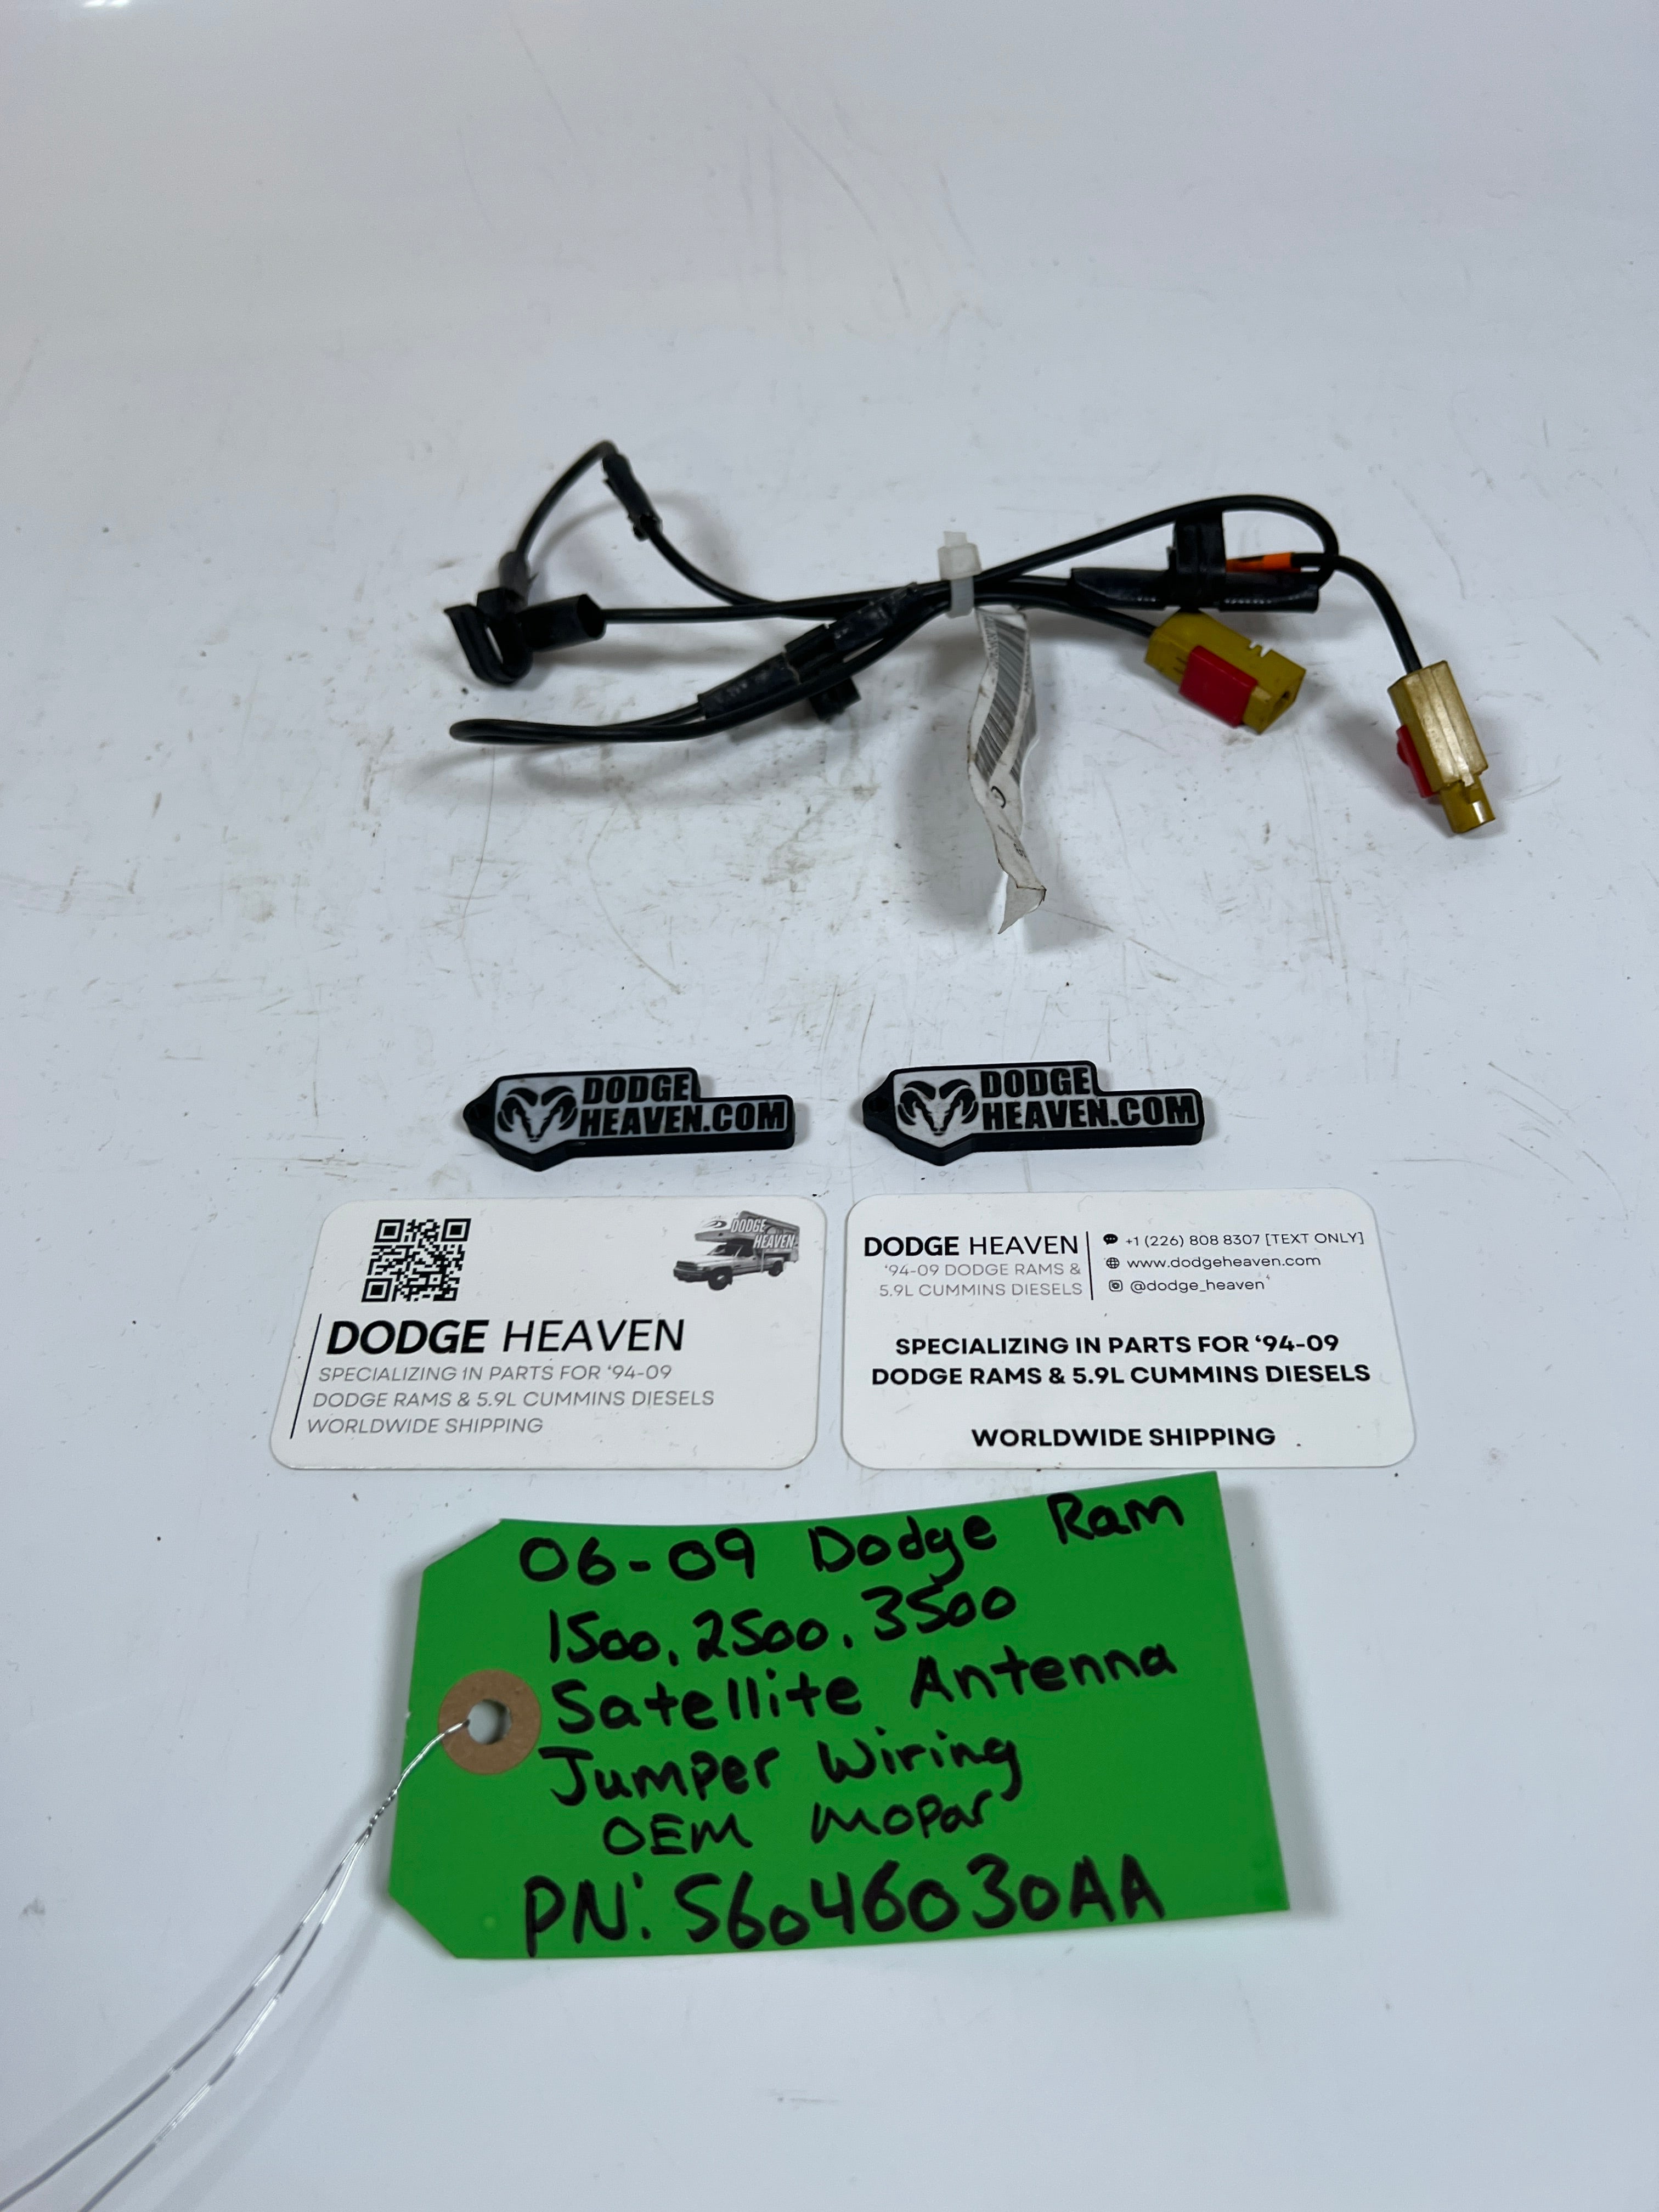 DODGE
HEAVEN.COM
DODGE
HEAVEN.COM
DODGE
HEAVEN
DODGE HEAVEN
SPECIALIZING IN PARTS FOR ‘94-09
DODGE RAMS & 5.9L CUMMINS DIESELS
WORLDWIDE SHIPPING
DODGE HEAVEN
‘94-09 DODGE RAMS &
5.9L CUMMINS DIESELS
+1 (226) 808 8307 [TEXT ONLY]
www.dodgeheaven.com
@dodge_heaven
SPECIALIZING IN PARTS FOR ‘94-09
DODGE RAMS & 5.9L CUMMINS DIESELS
WORLDWIDE SHIPPING
06-09 Dodge Ram
1500, 2500, 3500
Satellite Antenna
Jumper Wiring
OEM Mopar
PN: 56046030AA